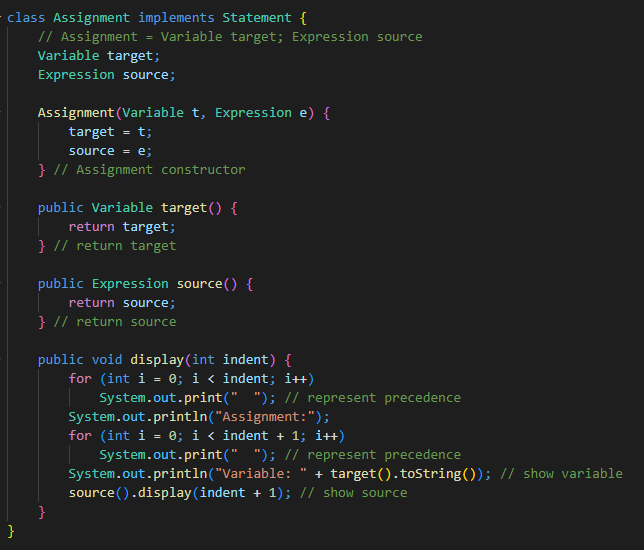 class Assignment implements Statement {
    // Assignment = Variable target; Expression source
    Variable target;
    Expression source;

    Assignment(Variable t, Expression e) {
        target = t;
        source = e;
    } // Assignment constructor

    public Variable target() {
        return target;
    } // return target

    public Expression source() {
        return source;
    } // return source

    public void display(int indent) {
        for (int i = 0; i < indent; i++)
            System.out.print("  "); // represent precedence
        System.out.println("Assignment:");
        for (int i = 0; i < indent + 1; i++)
            System.out.print("  "); // represent precedence
        System.out.println("Variable: " + target().toString()); // show variable
        source().display(indent + 1); // show source
    }
}